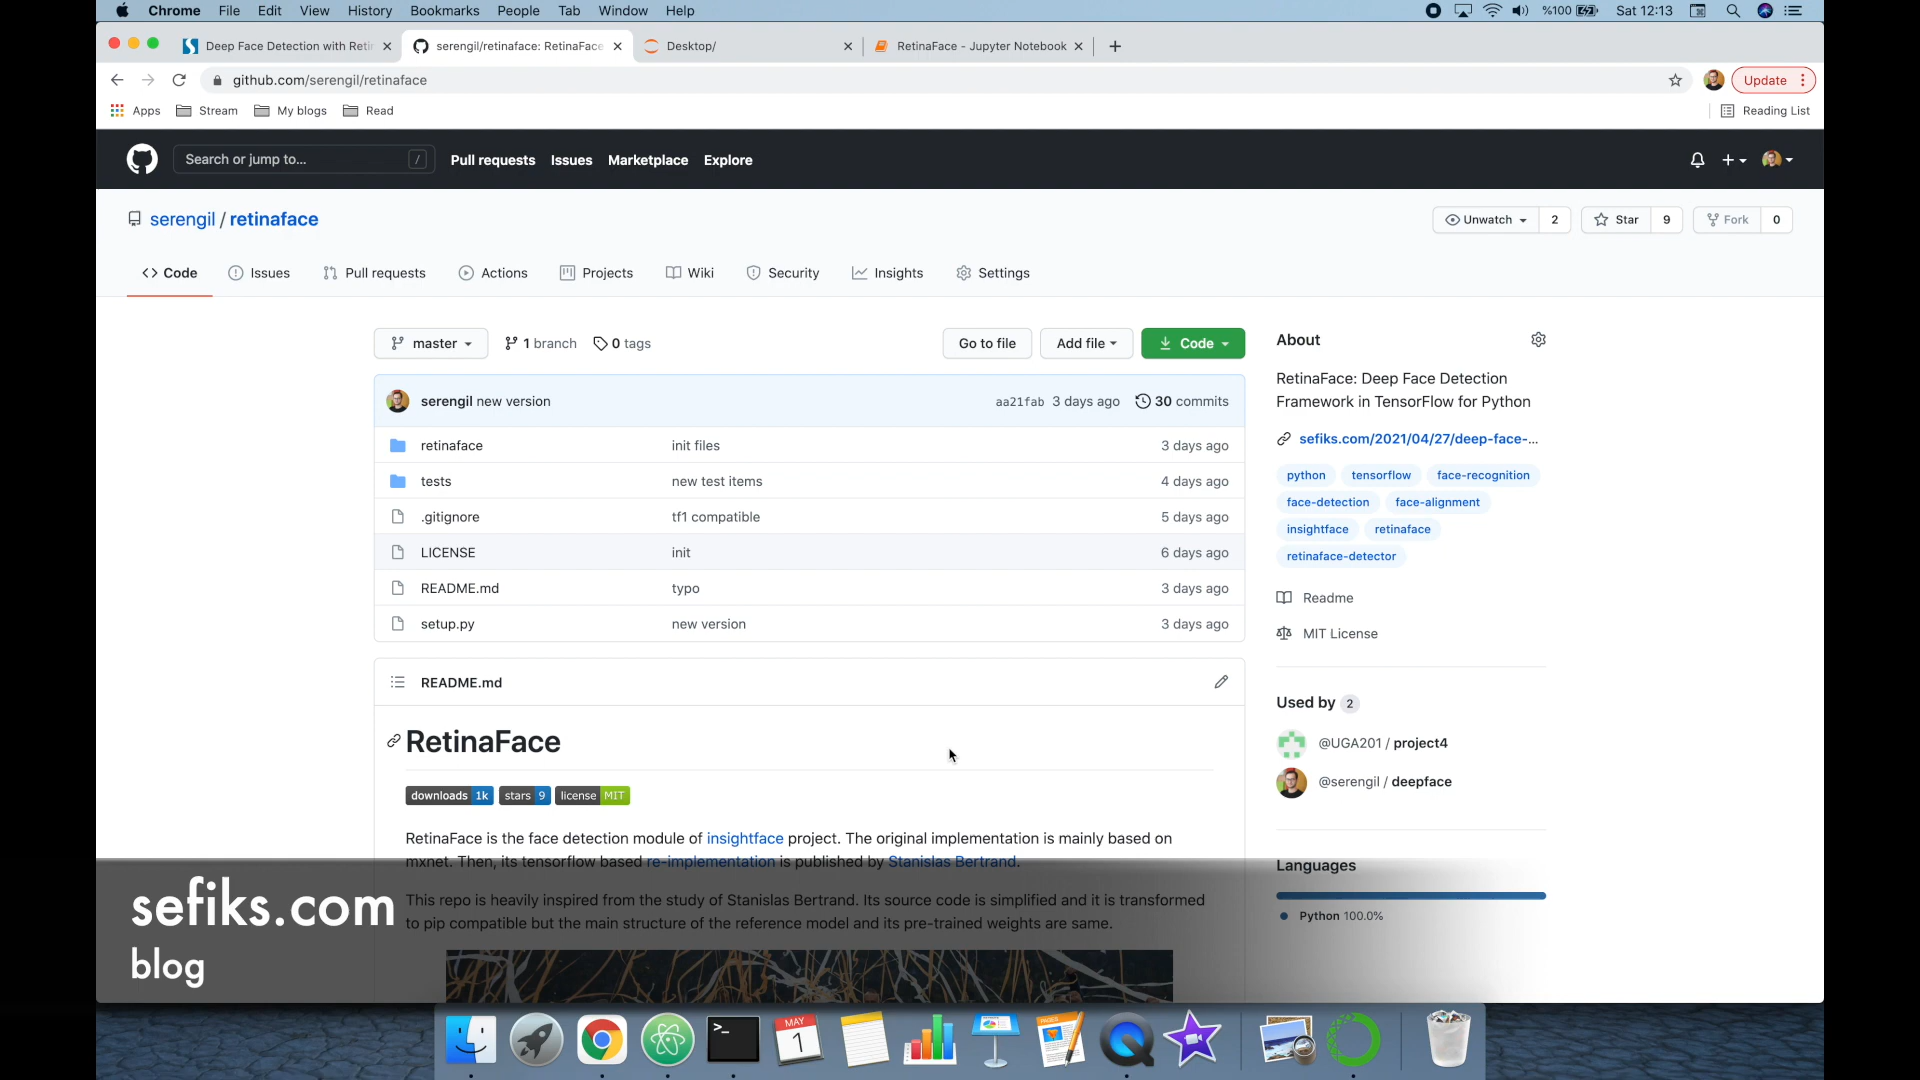 Chrome File Edit View History Bookmarks People Tab Window Help %100 Sat 12:13
Deep Face Detection with Reti serengil/retinaface: RetinaFace Desktop/ RetinaFace - Jupyter Notebook
github.com/serengil/retinaface Update
Apps Stream My blogs Read Reading List
Search or jump to... / Pull requests Issues Marketplace Explore
serengil / retinaface Unwatch 2 Star 9 Fork 0
Code Issues Pull requests Actions Projects Wiki Security Insights Settings
master 1 branch 0 tags Go to file Add file Code
serengil new version aa21fab 3 days ago 30 commits
retinaface init files 3 days ago
tests new test items 4 days ago
.gitignore tf1 compatible 5 days ago
LICENSE init 6 days ago
README.md typo 3 days ago
setup.py new version 3 days ago
README.md
RetinaFace
downloads 1k stars 9 license MIT
RetinaFace is the face detection module of insightface project. The original implementation is mainly based on
mxnet. Then, its tensorflow based re-implementation is published by Stanislas Bertrand.
This repo is heavily inspired from the study of Stanislas Bertrand. Its source code is simplified and it is transformed
to pip compatible but the main structure of the reference model and its pre-trained weights are same.
About
RetinaFace: Deep Face Detection
Framework in TensorFlow for Python
sefiks.com/2021/04/27/deep-face-...
python tensorflow face-recognition
face-detection face-alignment
insightface retinaface
retinaface-detector
Readme
MIT License
Used by 2
@UGA201 / project4
@serengil / deepface
Languages
Python 100.0%
sefiks.com
blog
MAY
1
PAGES